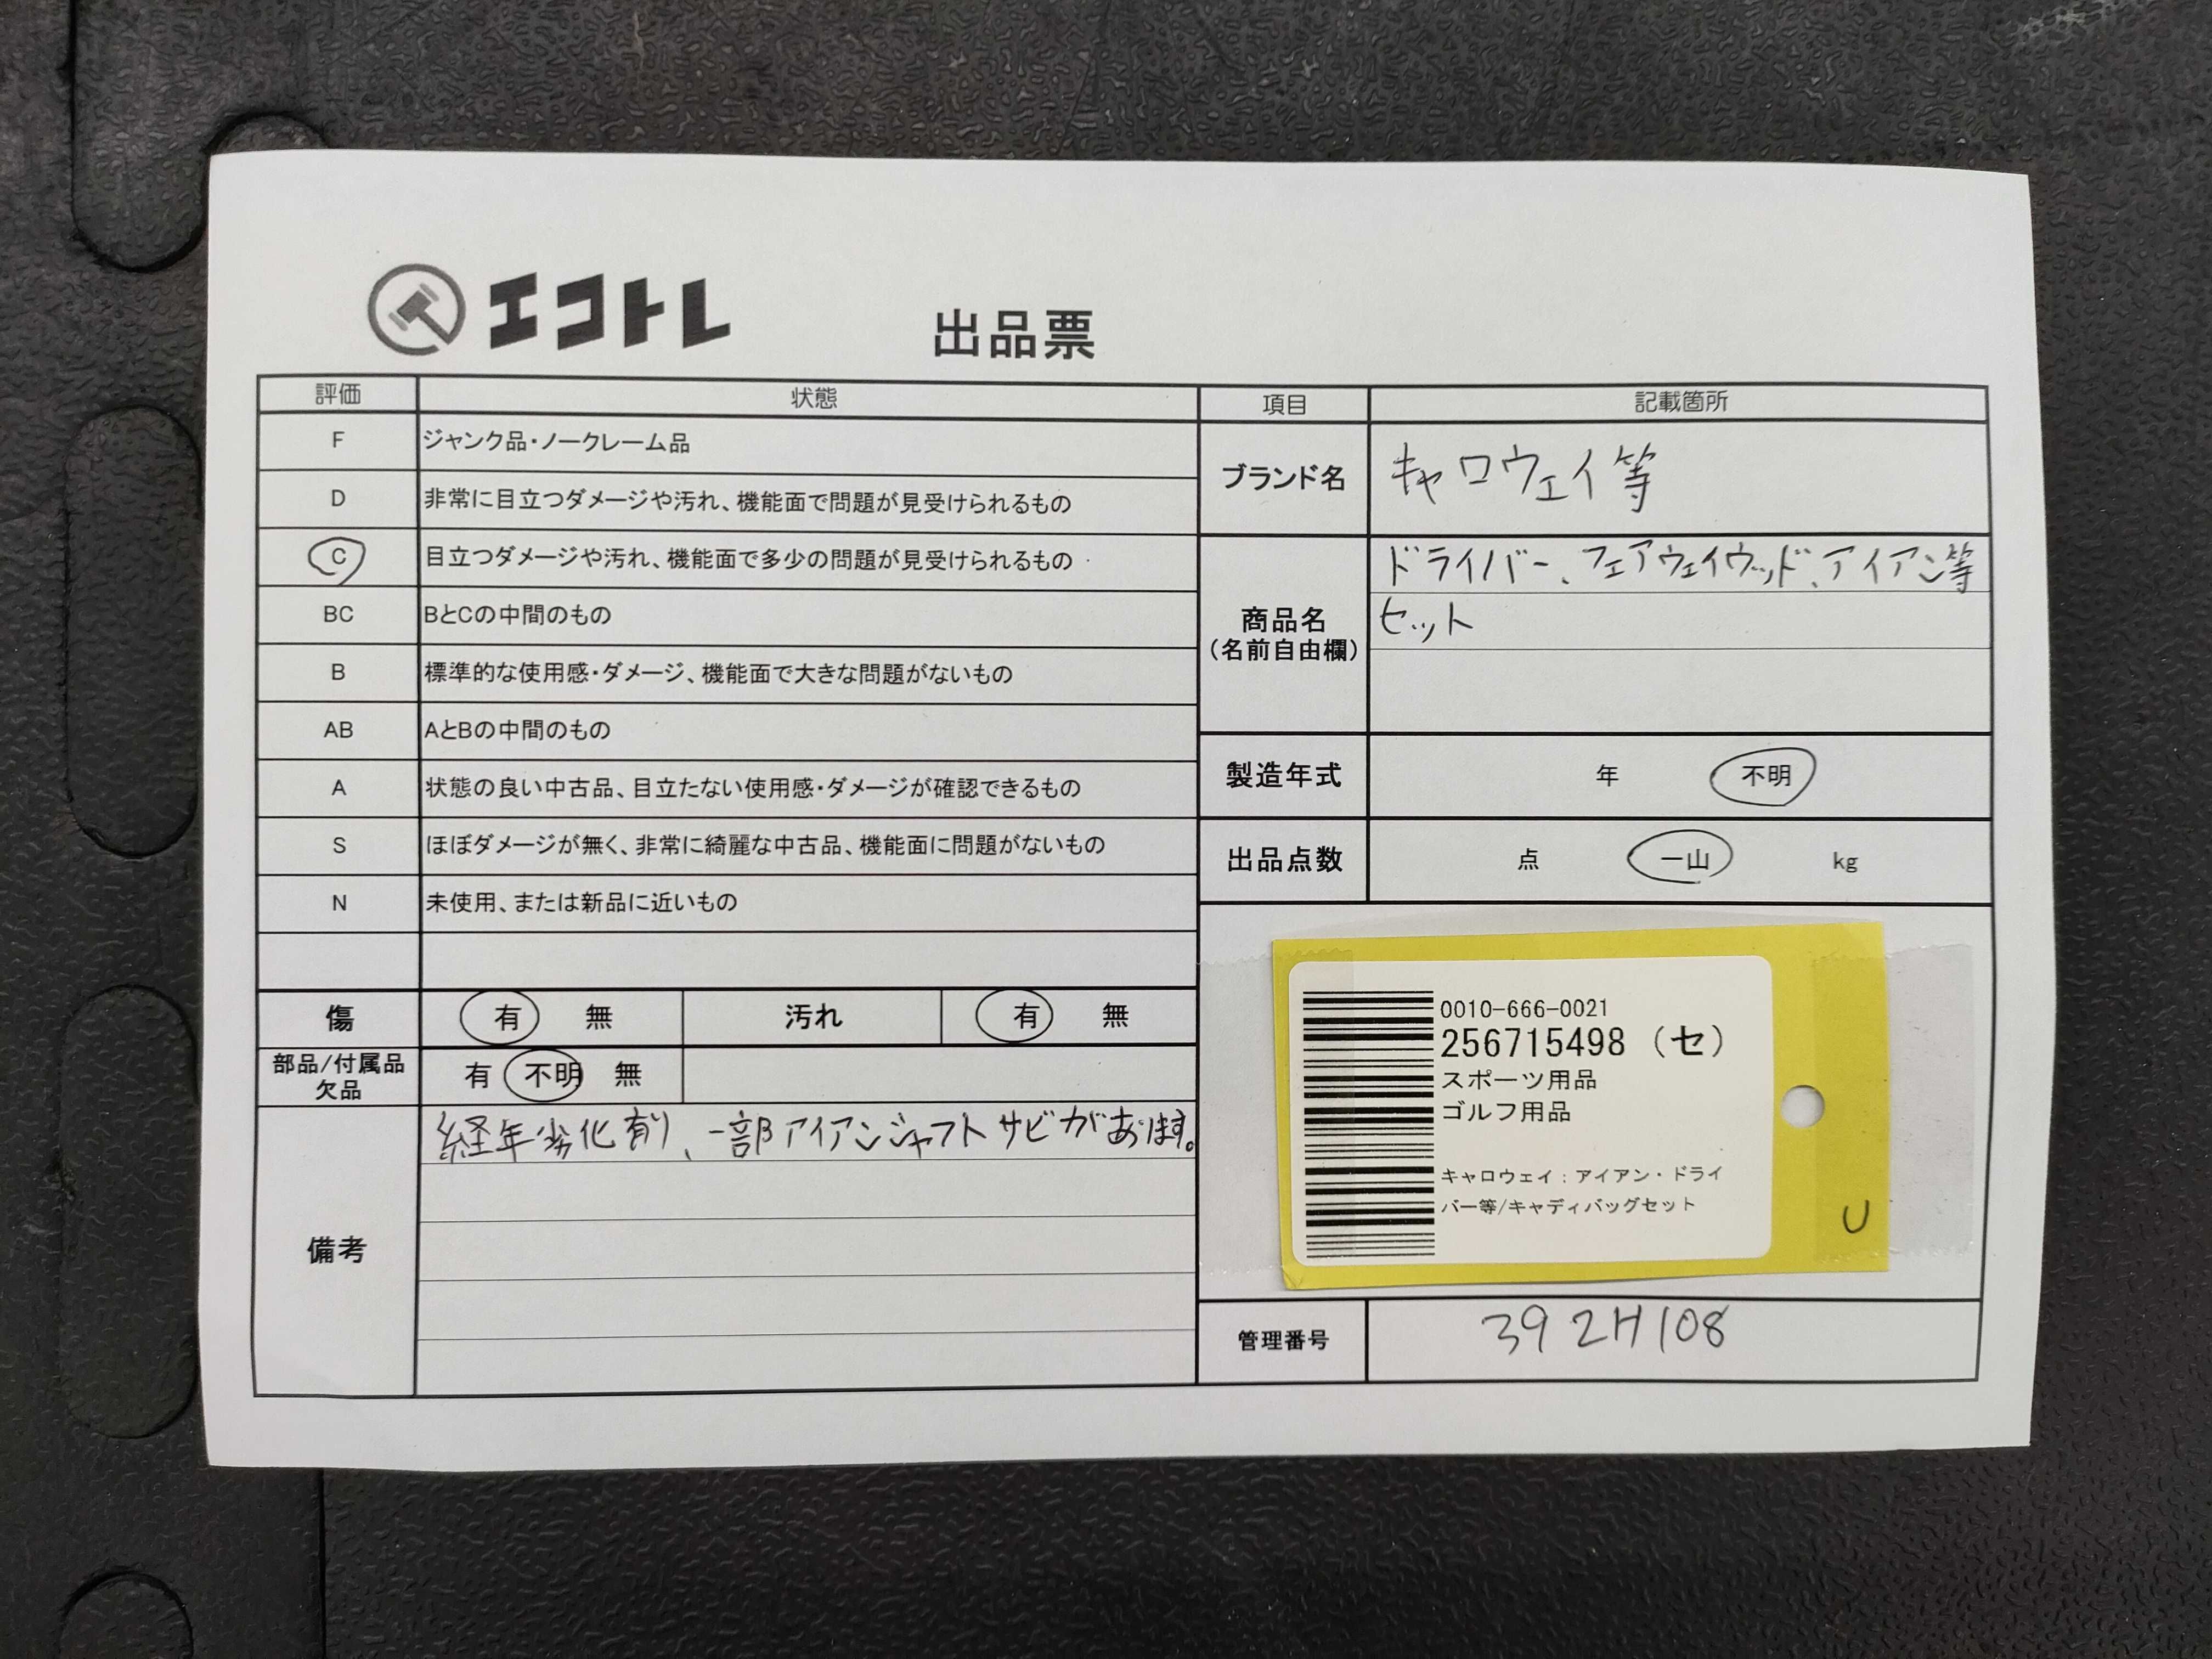 エコトレ
出品票
評価 状態
F ジャンク品・ノークレーム品
D 非常に目立つダメージや汚れ、機能面で問題が見受けられるもの
C 目立つダメージや汚れ、機能面で多少の問題が見受けられるもの
BC BとCの中間のもの
B 標準的な使用感・ダメージ、機能面で大きな問題がないもの
AB AとBの中間のもの
A 状態の良い中古品、目立たない使用感・ダメージが確認できるもの
S ほぼダメージが無く、非常に綺麗な中古品、機能面に問題がないもの
N 未使用、または新品に近いもの
傷 有 無 汚れ 有 無
部品/付属品
欠品
有 不明 無
備考
経年劣化有り、一部アイアンシャフトサビがあります。
項目 記載箇所
ブランド名 キャロウェイ等
商品名
(名前自由欄)
ドライバー、フェアウェイウッド、アイアン等
セット
製造年式 年 不明
出品点数 点 一山 kg
0010-666-0021
256715498 (セ)
スポーツ用品
ゴルフ用品
キャロウェイ:アイアン・ドライ
バー等/キャディバッグセット
U
管理番号 392H108